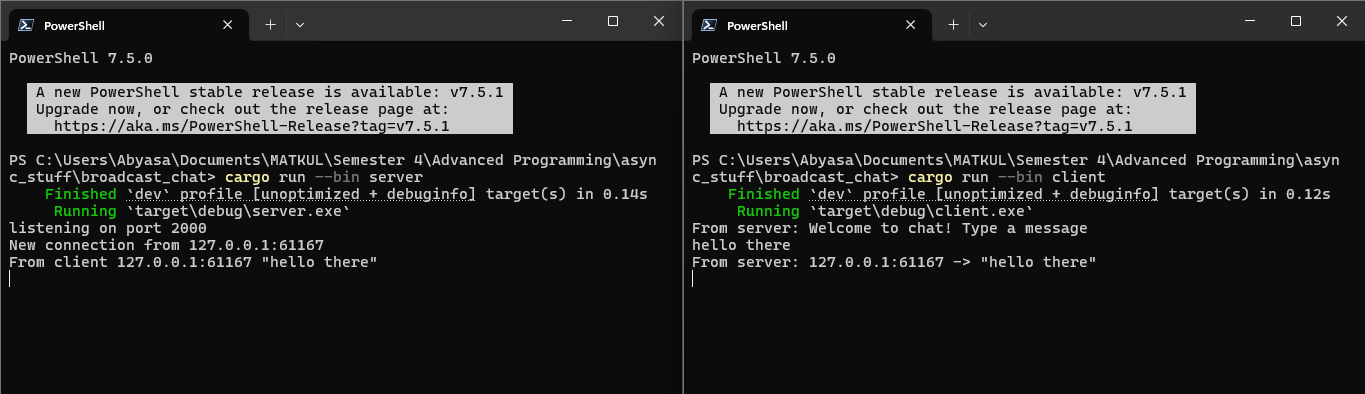 PowerShell
PowerShell 7.5.0
A new PowerShell stable release is available: v7.5.1
Upgrade now, or check out the release page at:
https://aka.ms/PowerShell-Release?tag=v7.5.1
PS C:\Users\Abyasa\Documents\MATKUL\Semester 4\Advanced Programming\asyn
c_stuff\broadcast_chat> cargo run --bin server
Finished `dev` profile [unoptimized + debuginfo] target(s) in 0.14s
Running `target\debug\server.exe`
listening on port 2000
New connection from 127.0.0.1:61167
From client 127.0.0.1:61167 "hello there"
PowerShell
PowerShell 7.5.0
A new PowerShell stable release is available: v7.5.1
Upgrade now, or check out the release page at:
https://aka.ms/PowerShell-Release?tag=v7.5.1
PS C:\Users\Abyasa\Documents\MATKUL\Semester 4\Advanced Programming\asyn
c_stuff\broadcast_chat> cargo run --bin client
Finished `dev` profile [unoptimized + debuginfo] target(s) in 0.12s
Running `target\debug\client.exe`
From server: Welcome to chat! Type a message
hello there
From server: 127.0.0.1:61167 -> "hello there"